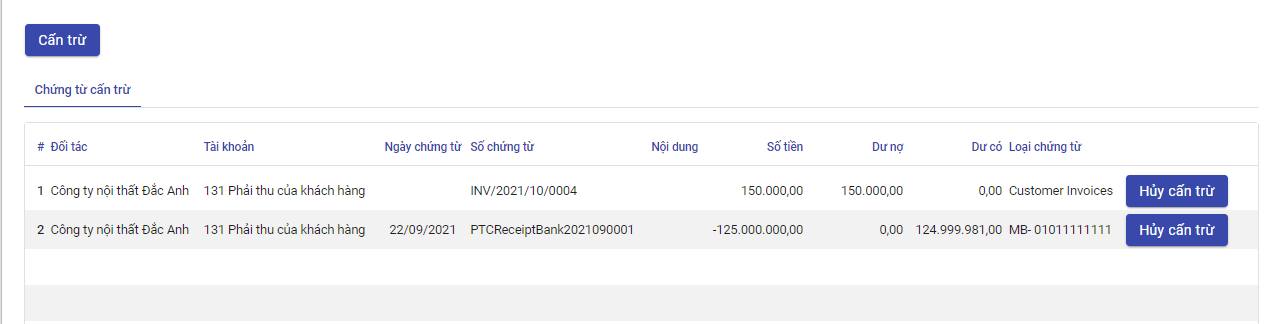 Cấn trừ
Chứng từ cấn trừ
# Đối tác Tài khoản Ngày chứng từ Số chứng từ Nội dung Số tiền Dư nợ Dư có Loại chứng từ
1 Công ty nội thất Đắc Anh 131 Phải thu của khách hàng INV/2021/10/0004 150.000,00 150.000,00 0,00 Customer Invoices Hủy cấn trừ
2 Công ty nội thất Đắc Anh 131 Phải thu của khách hàng 22/09/2021 PTCReceiptBank2021090001 -125.000.000,00 0,00 124.999.981,00 MB- 01011111111 Hủy cấn trừ